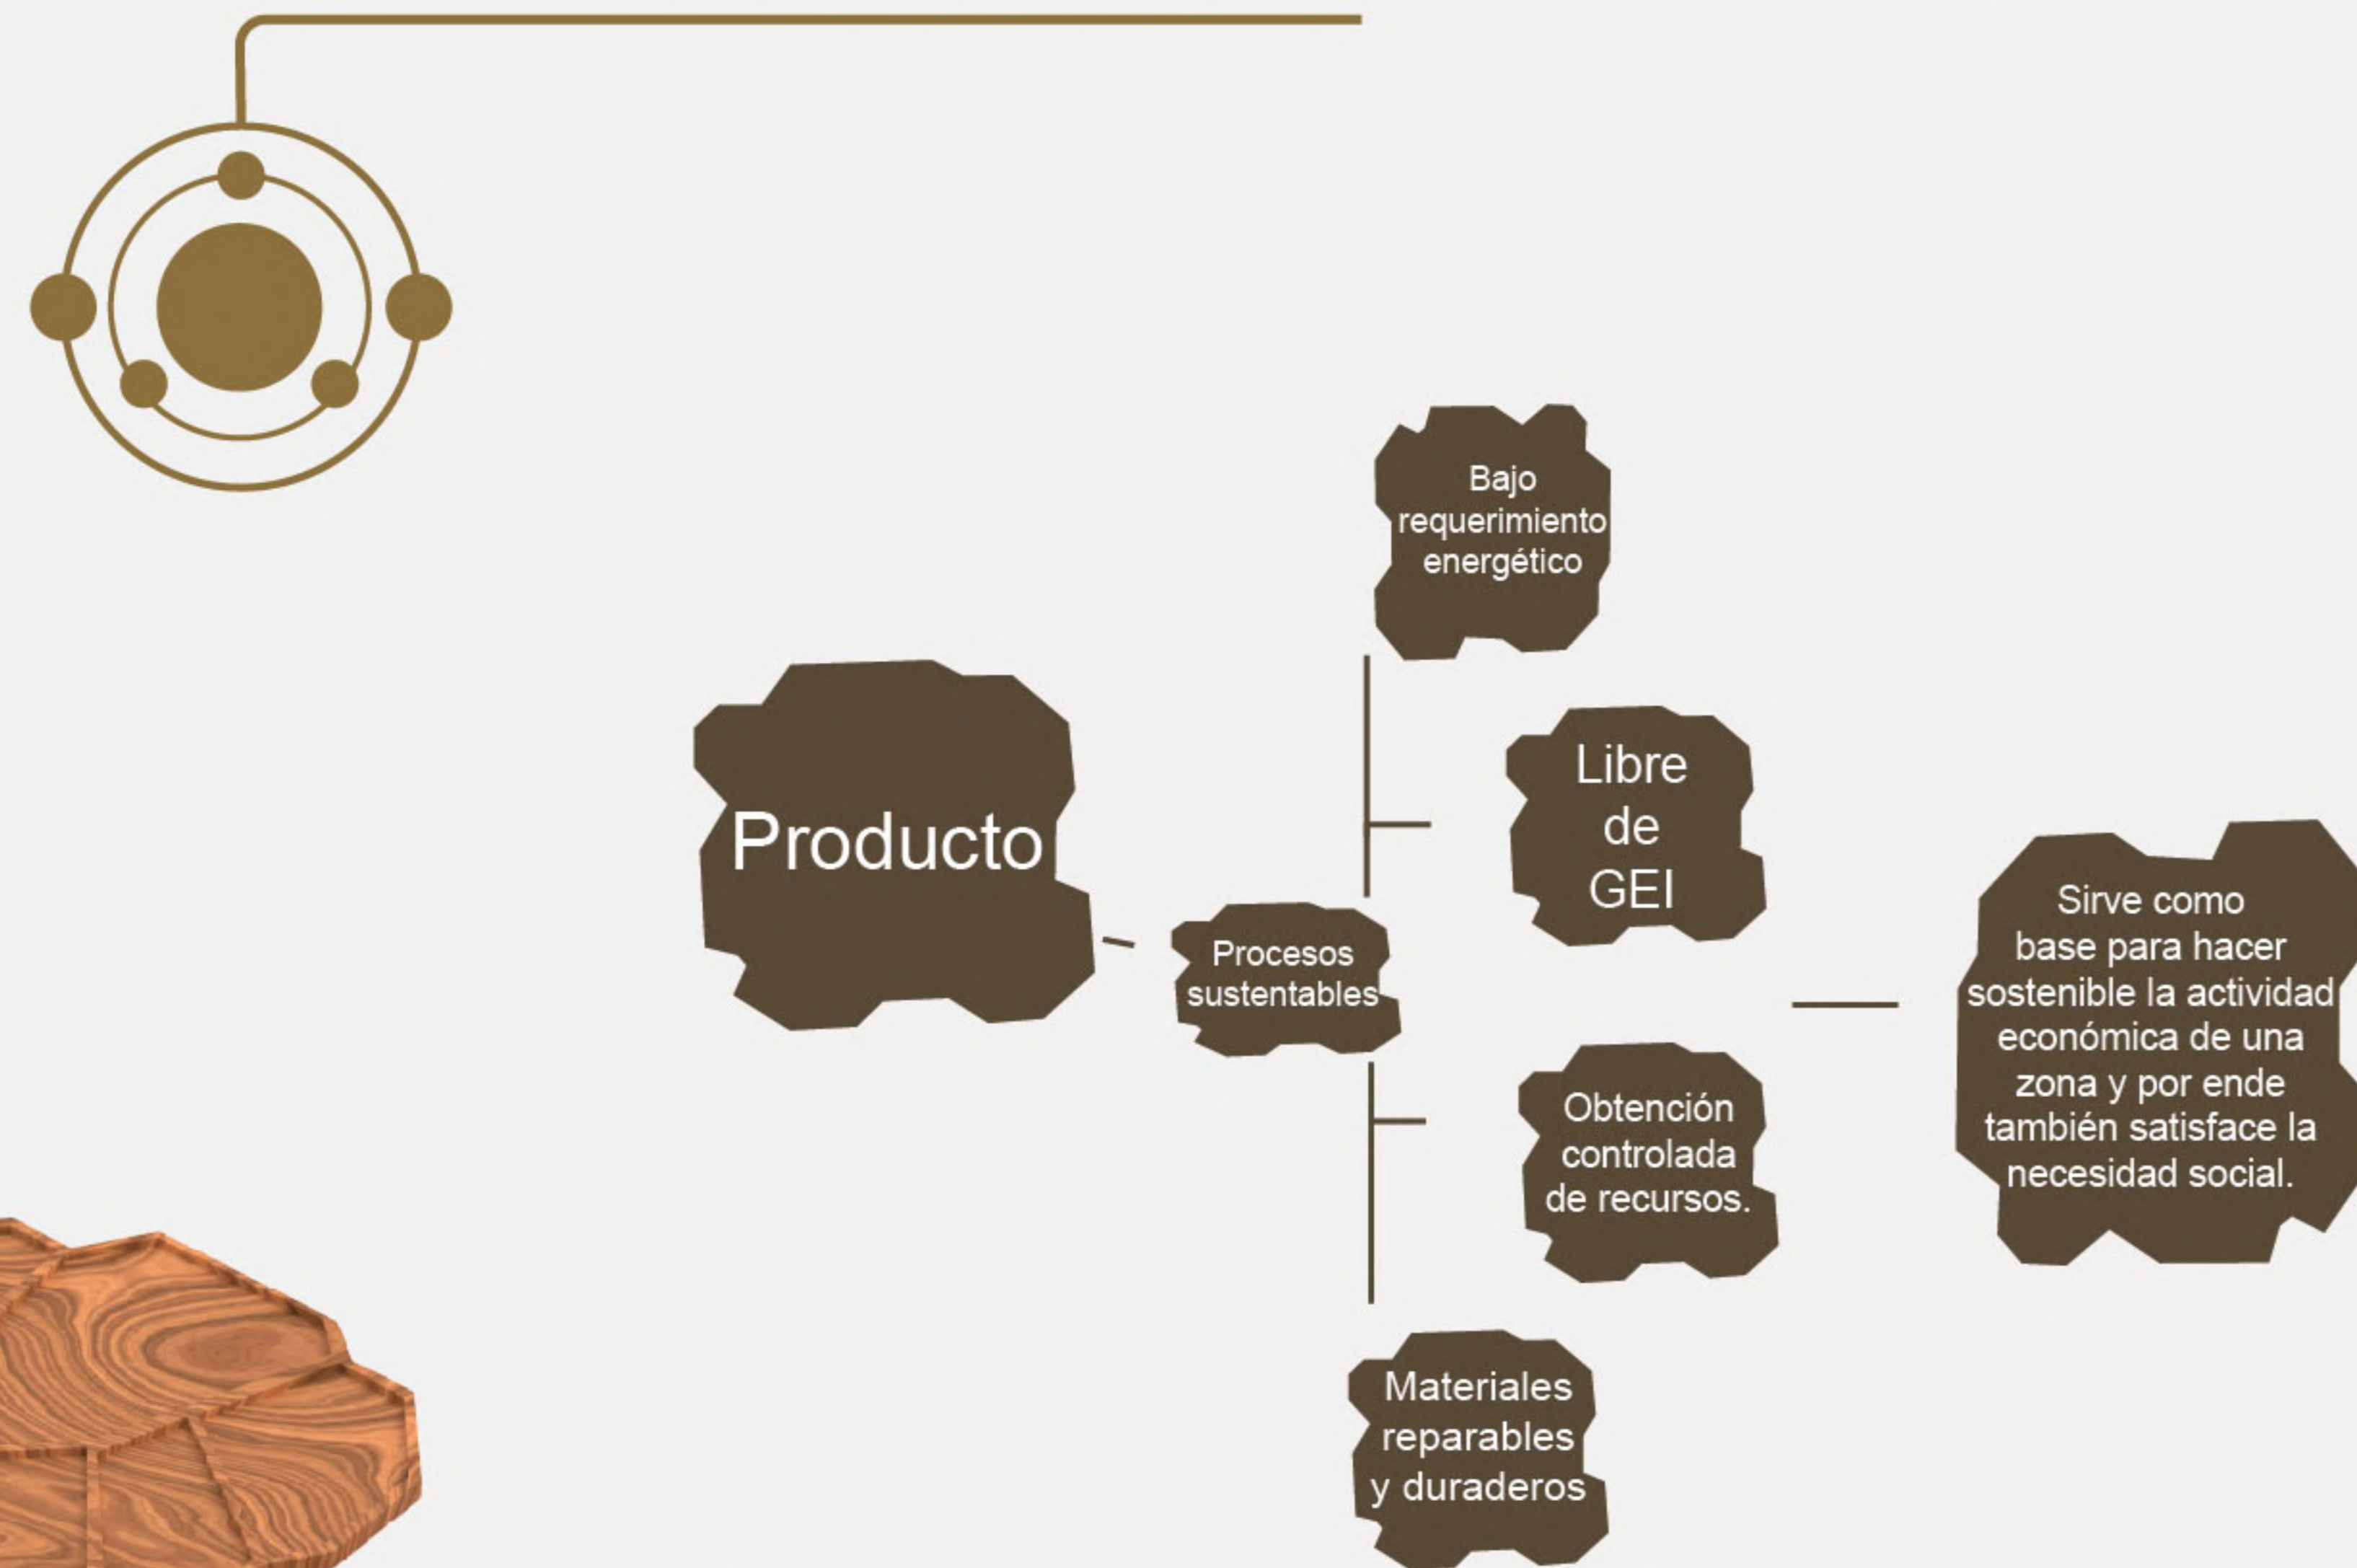 Producto
Procesos
sustentables
Bajo
requerimiento
energético
Libre
de
GEI
Obtención
controlada
de recursos.
Materiales
reparables
y duraderos
Sirve como
base para hacer
sostenible la actividad
económica de una
zona y por ende
también satisface la
necesidad social.